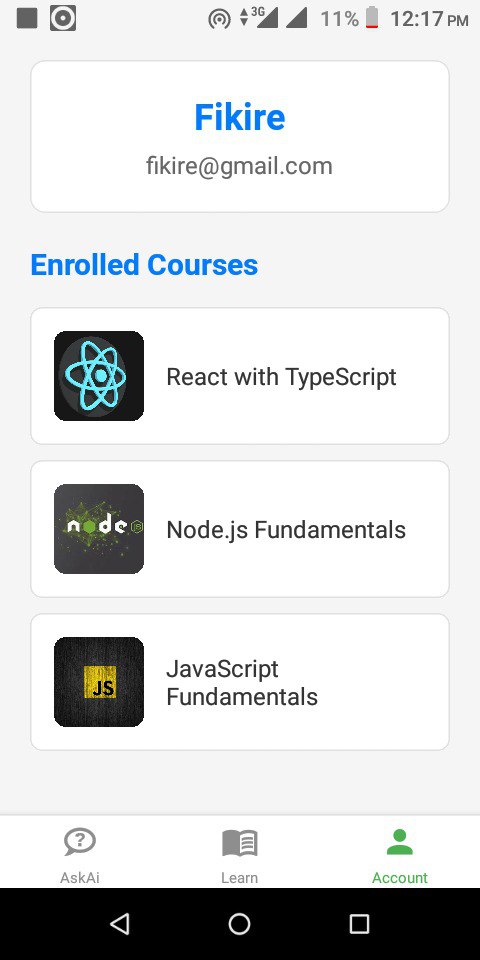 3G 11% 12:17 PM
Fikire
fikire@gmail.com
Enrolled Courses
React with TypeScript
node JS
Node.js Fundamentals
JS
JavaScript
Fundamentals
AskAi Learn Account